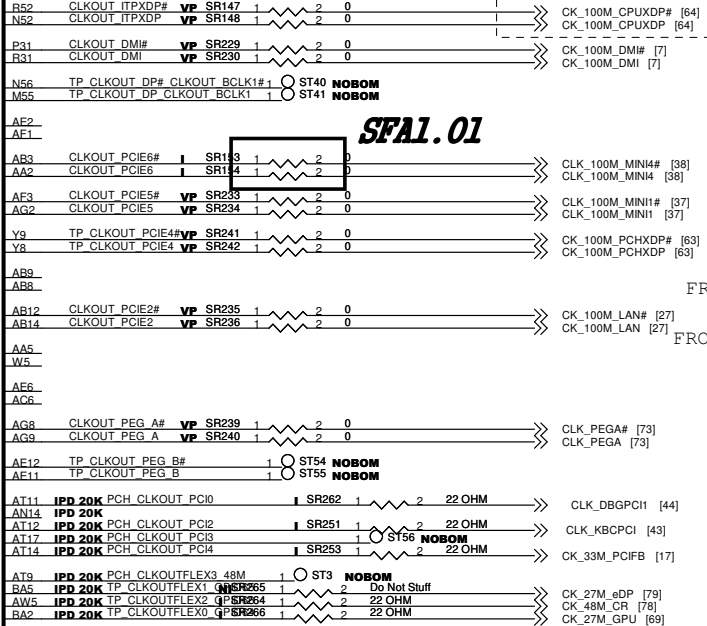 R52 CLKOUT_ITPXDP# VP SR147 1 2 0 CK_100M_CPUXDP# [64]
N52 CLKOUT_ITPXDP VP SR148 1 2 0 CK_100M_CPUXDP [64]
P31 CLKOUT_DMI# VP SR229 1 2 0 CK_100M_DMI# [7]
R31 CLKOUT_DMI VP SR230 1 2 0 CK_100M_DMI [7]
N56 TP_CLKOUT_DP#_CLKOUT_BCLK1# 1 ST40 NOBOM
M55 TP_CLKOUT_DP_CLKOUT_BCLK1 1 ST41 NOBOM
AF2
AF1
SFA1.01
AB3 CLKOUT_PCIE6# I SR153 1 2 0 CLK_100M_MINI4# [38]
AA2 CLKOUT_PCIE6 I SR154 1 2 0 CLK_100M_MINI4 [38]
AF3 CLKOUT_PCIE5# VP SR233 1 2 0 CLK_100M_MINI1# [37]
AG2 CLKOUT_PCIE5 VP SR234 1 2 0 CLK_100M_MINI1 [37]
Y9 TP_CLKOUT_PCIE4# VP SR241 1 2 0 CK_100M_PCHXDP# [63]
Y8 TP_CLKOUT_PCIE4 VP SR242 1 2 0 CK_100M_PCHXDP [63]
AB9
AB8
FR
AB12 CLKOUT_PCIE2# VP SR235 1 2 0 CK_100M_LAN# [27]
AB14 CLKOUT_PCIE2 VP SR236 1 2 0 CK_100M_LAN [27]
FRO
AA5
W5
AE6
AC6
AG8 CLKOUT_PEG_A# VP SR239 1 2 0 CLK_PEGA# [73]
AG9 CLKOUT_PEG_A VP SR240 1 2 0 CLK_PEGA [73]
AE12 TP_CLKOUT_PEG_B# 1 ST54 NOBOM
AE11 TP_CLKOUT_PEG_B 1 ST55 NOBOM
AT11 IPD 20K PCH_CLKOUT_PCI0 I SR262 1 2 22 OHM CLK_DBGPCI1 [44]
AN14 IPD 20K
AT12 IPD 20K PCH_CLKOUT_PCI2 I SR251 1 2 22 OHM CLK_KBCPCI [43]
AT17 IPD 20K PCH_CLKOUT_PCI3 1 ST56 NOBOM
AT14 IPD 20K PCH_CLKOUT_PCI4 I SR253 1 2 22 OHM CK_33M_PCIFB [17]
AT9 IPD 20K PCH_CLKOUTFLEX3_48M 1 ST3 NOBOM
BA5 IPD 20K TP_CLKOUTFLEX1 SR265 1 2 Do Not Stuff CK_27M_eDP [79]
AW5 IPD 20K TP_CLKOUTFLEX2 SR264 1 2 22 OHM CK_48M_CR [78]
BA2 IPD 20K TP_CLKOUTFLEX0 SR266 1 2 22 OHM CK_27M_GPU [69]